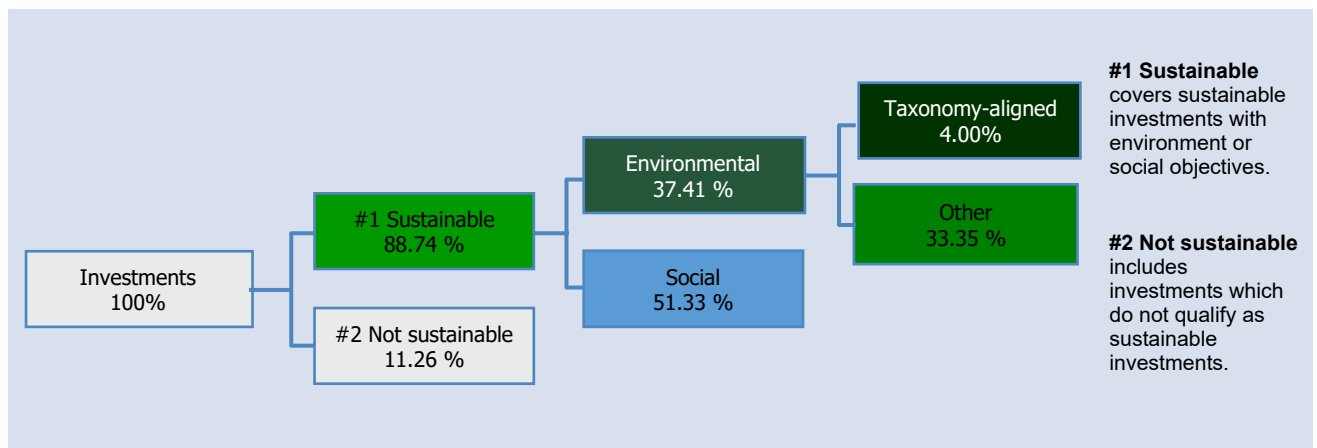 Investments
100%
#1 Sustainable
88.74 %
#2 Not sustainable
11.26 %
Environmental
37.41 %
Social
51.33 %
Taxonomy-aligned
4.00%
Other
33.35 %
#1 Sustainable
covers sustainable
investments with
environment or
social objectives.
#2 Not sustainable
includes
investments which
do not qualify as
sustainable
investments.